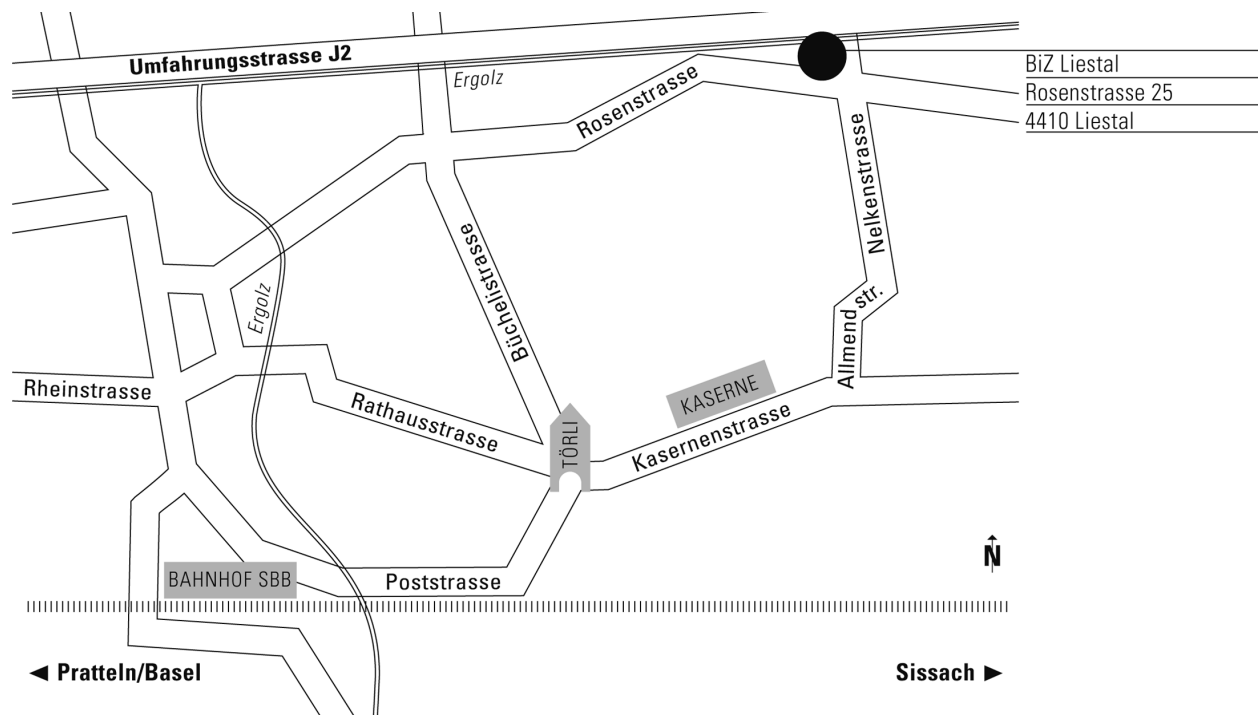 Umfahrungsstrasse J2
Ergolz
Rosenstrasse
BiZ Liestal
Rosenstrasse 25
4410 Liestal
Nelkenstrasse
Büchelistrasse
Ergolz
Allmend
str.
Rheinstrasse
Rathausstrasse
KASERNE
TÖRLI
Kasernenstrasse
N
BAHNHOF SBB
Poststrasse
◄ Pratteln/Basel
Sissach ►